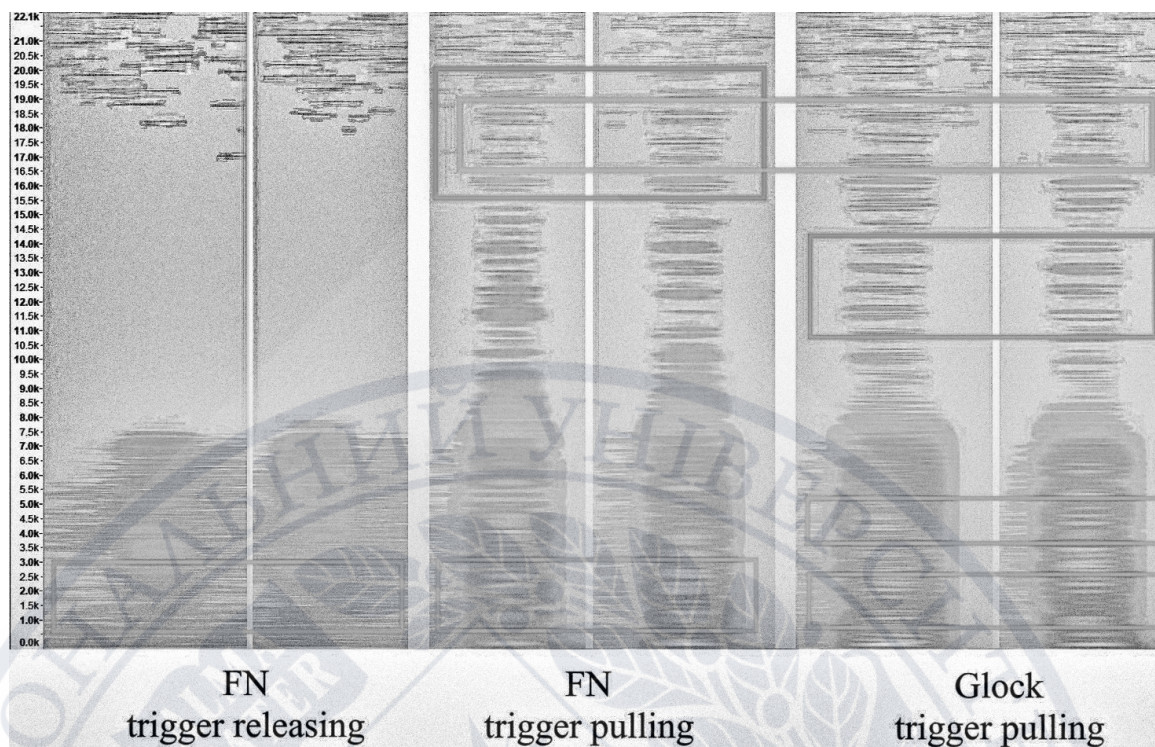 22.1k
21.0k
20.5k
20.0k
19.5k
19.0k
18.5k
18.0k
17.5k
17.0k
16.5k
16.0k
15.5k
15.0k
14.5k
14.0k
13.5k
13.0k
12.5k
12.0k
11.5k
11.0k
10.5k
10.0k
9.5k
9.0k
8.5k
8.0k
7.5k
7.0k
6.5k
6.0k
5.5k
5.0k
4.5k
4.0k
3.5k
3.0k
2.5k
2.0k
1.5k
1.0k
0.0k
ОНАЛЬНИЙ УНІВЕРСИ
FN
trigger releasing
FN
trigger pulling
Glock
trigger pulling